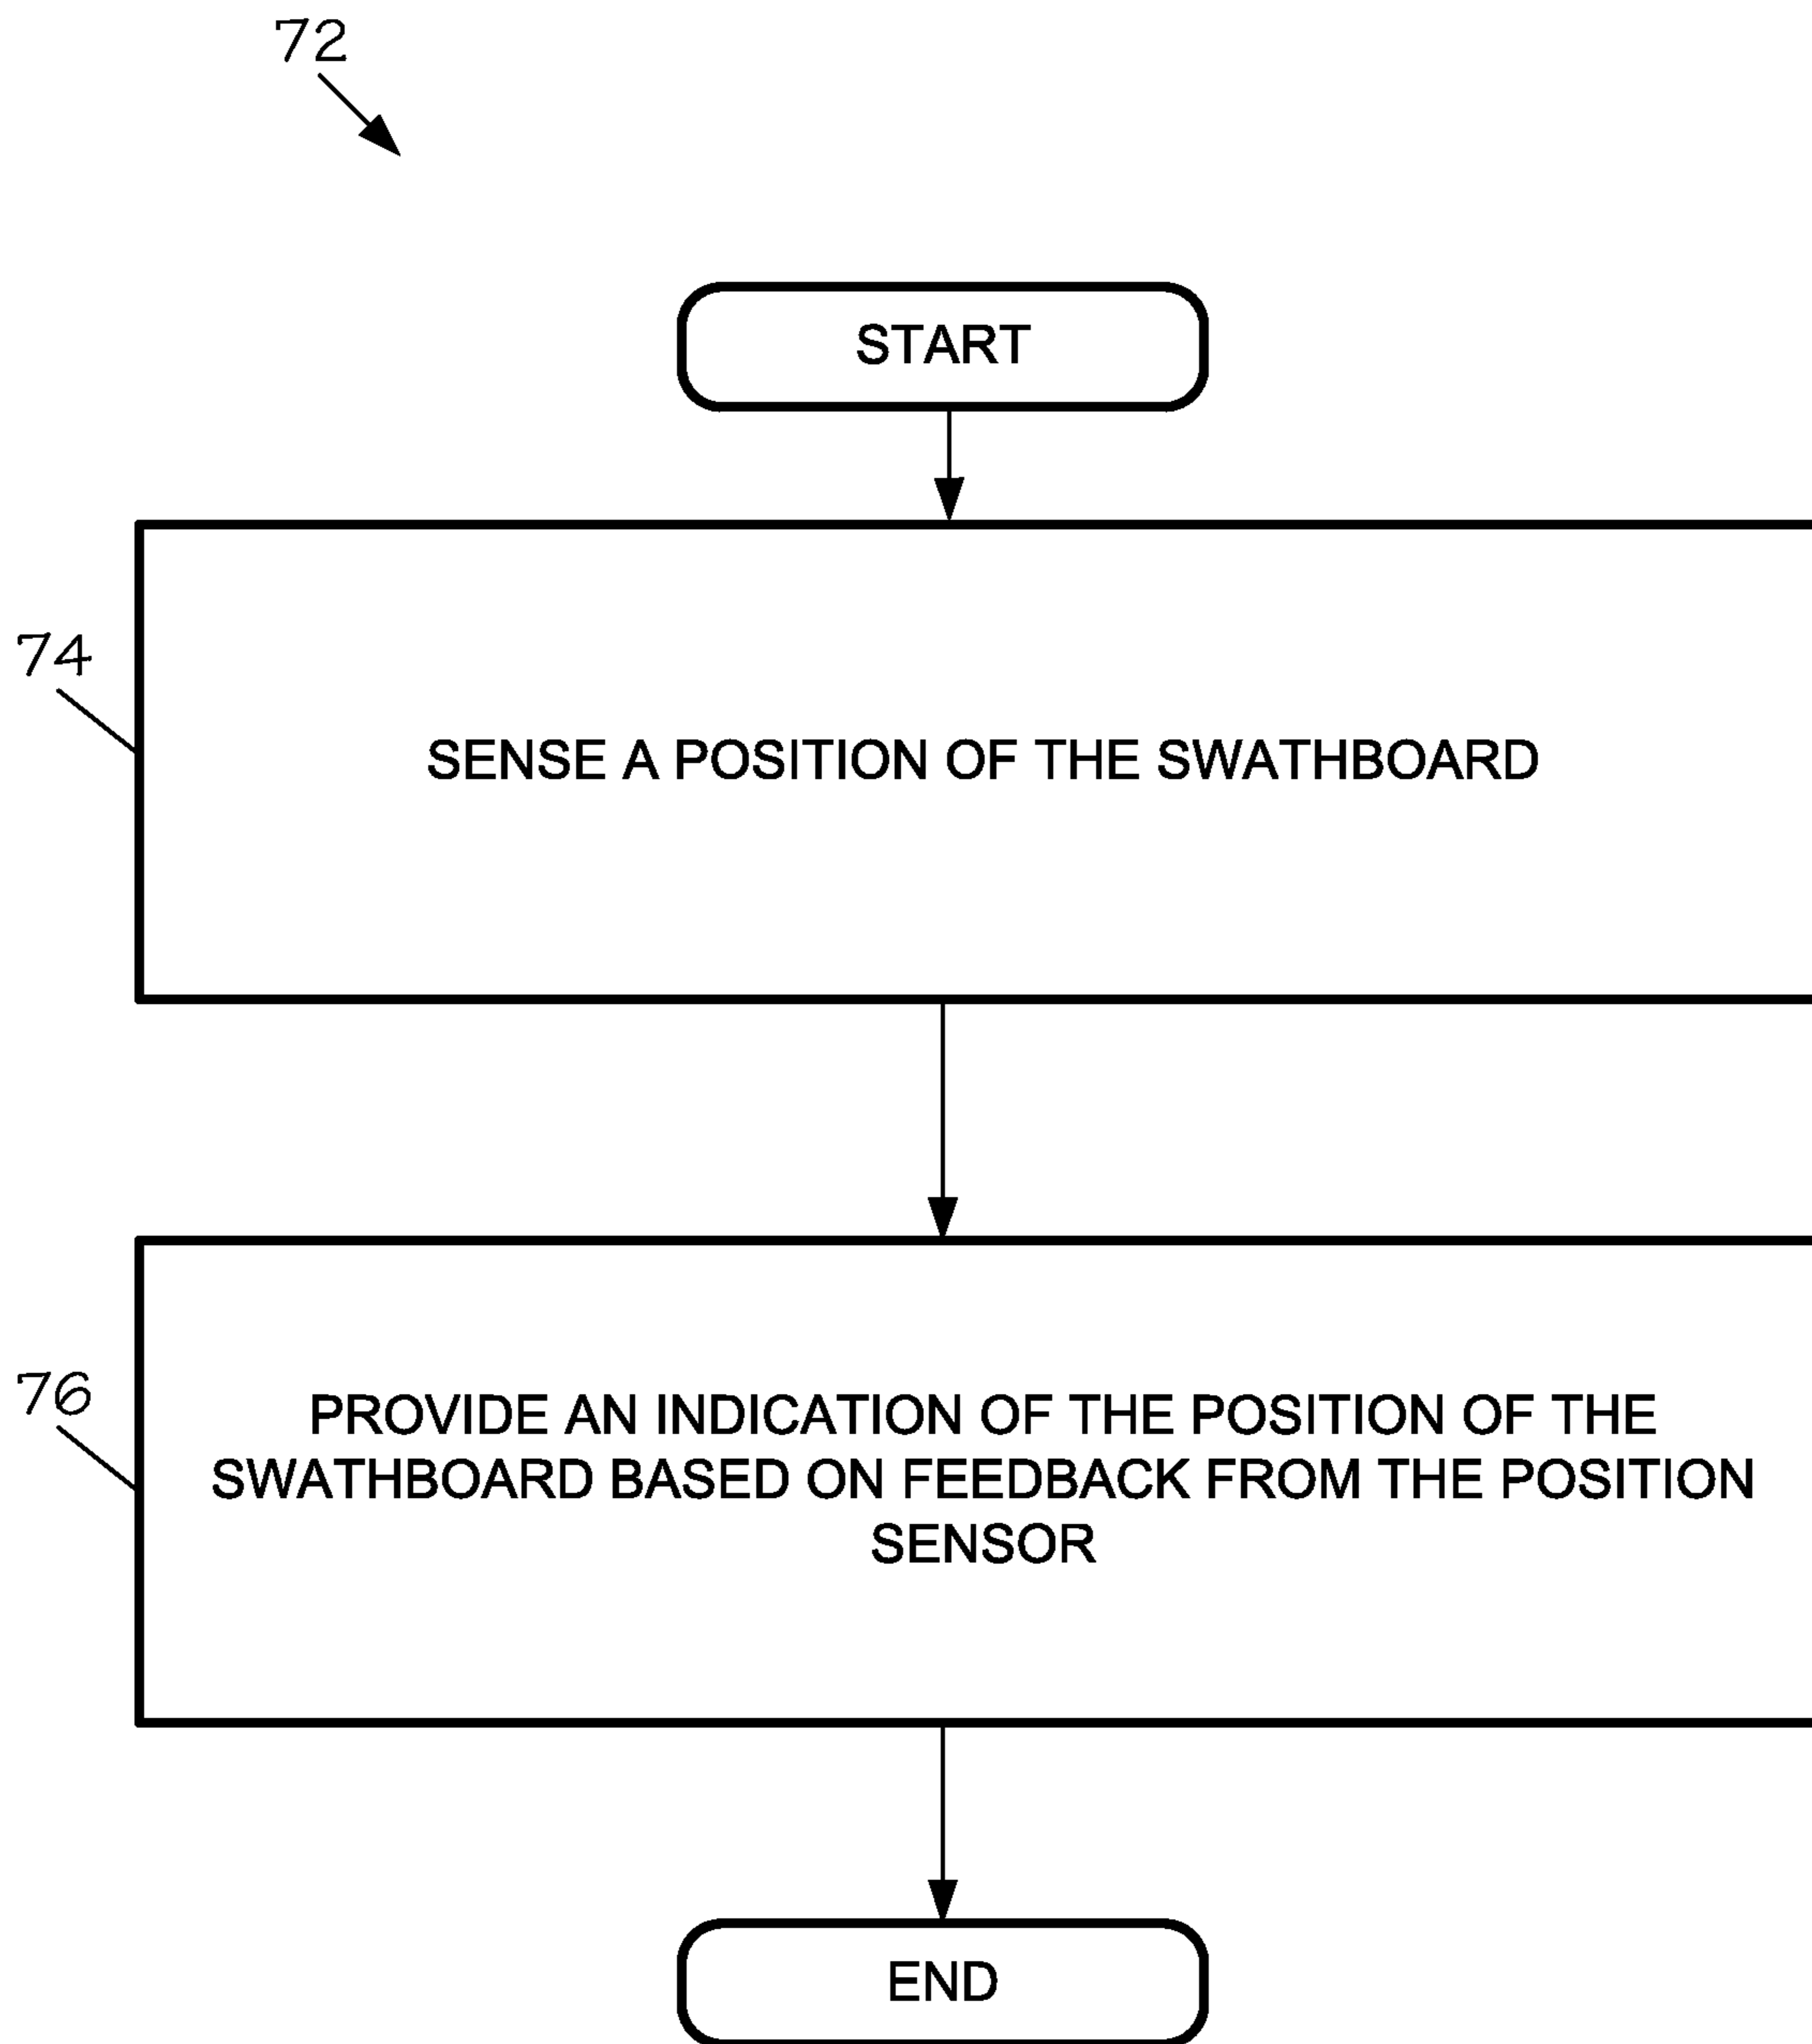 72
START
74
SENSE A POSITION OF THE SWATHBOARD
76
PROVIDE AN INDICATION OF THE POSITION OF THE
SWATHBOARD BASED ON FEEDBACK FROM THE POSITION
SENSOR
END